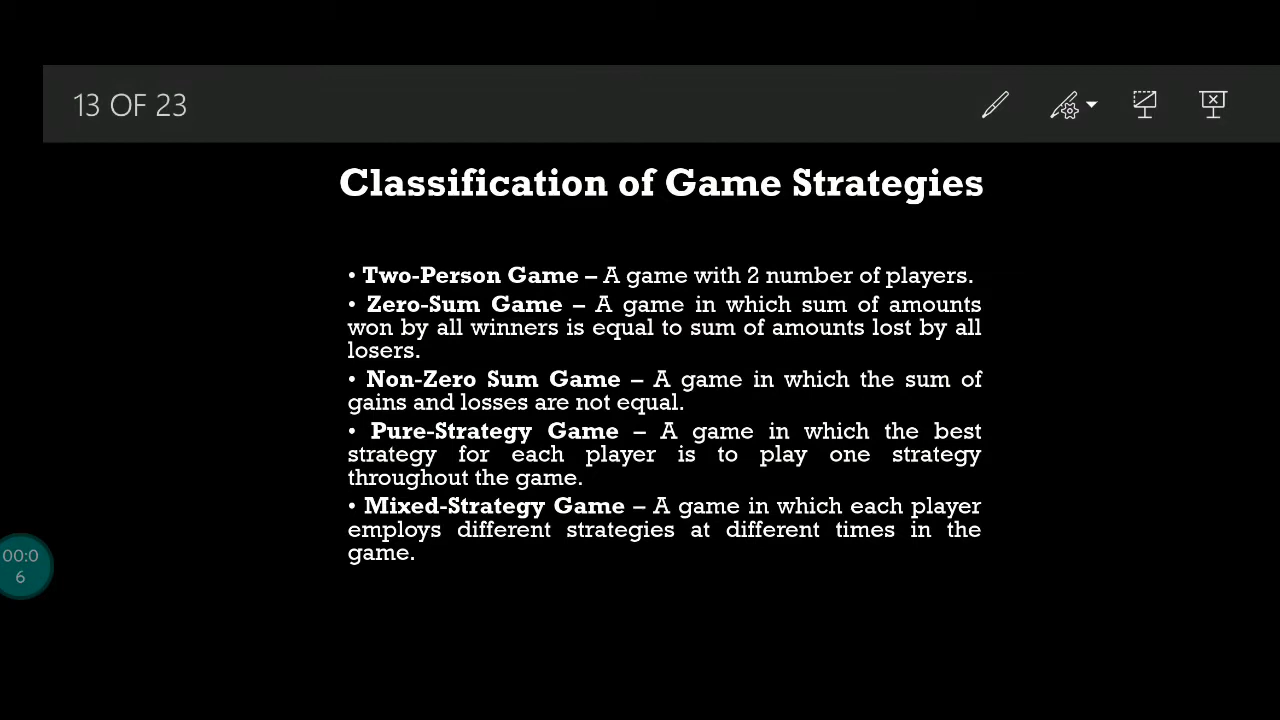 13 OF 23
Classification of Game Strategies
• Two-Person Game – A game with 2 number of players.
• Zero-Sum Game – A game in which sum of amounts
won by all winners is equal to sum of amounts lost by all
losers.
• Non-Zero Sum Game – A game in which the sum of
gains and losses are not equal.
• Pure-Strategy Game – A game in which the best
strategy for each player is to play one strategy
throughout the game.
• Mixed-Strategy Game – A game in which each player
employs different strategies at different times in the
game.
00:0
6